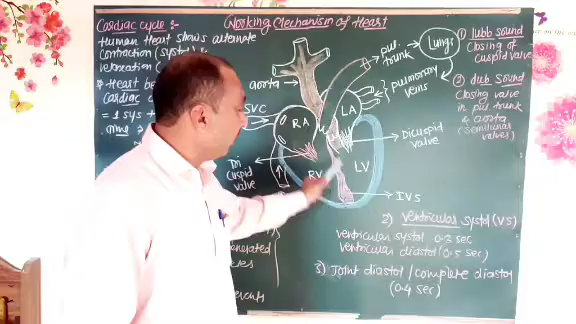 Working Mechanism of Heart
Cardiac cycle :-
Human Heart shows alternate
contraction (systol) &
relaxation (
* Heart be
Cardiac c
= 1 sys +
SVC
aorta
RA
LA
RV
LV
Tri
cuspid
valve
pul.
trunk
Lungs
pulmonary
veins
Dicuspid
valve
IVS
① lubb sound
Closing of
cuspid valve
② dub sound
Closing valve
in pul trunk
& aorta
(semilunar
valves)
2) Ventricular systol (VS)
ventricular systol 0.3 sec
ventricular diastol (0.5 sec)
3) Joint diastol / complete diastol
(0.4 sec)
generated